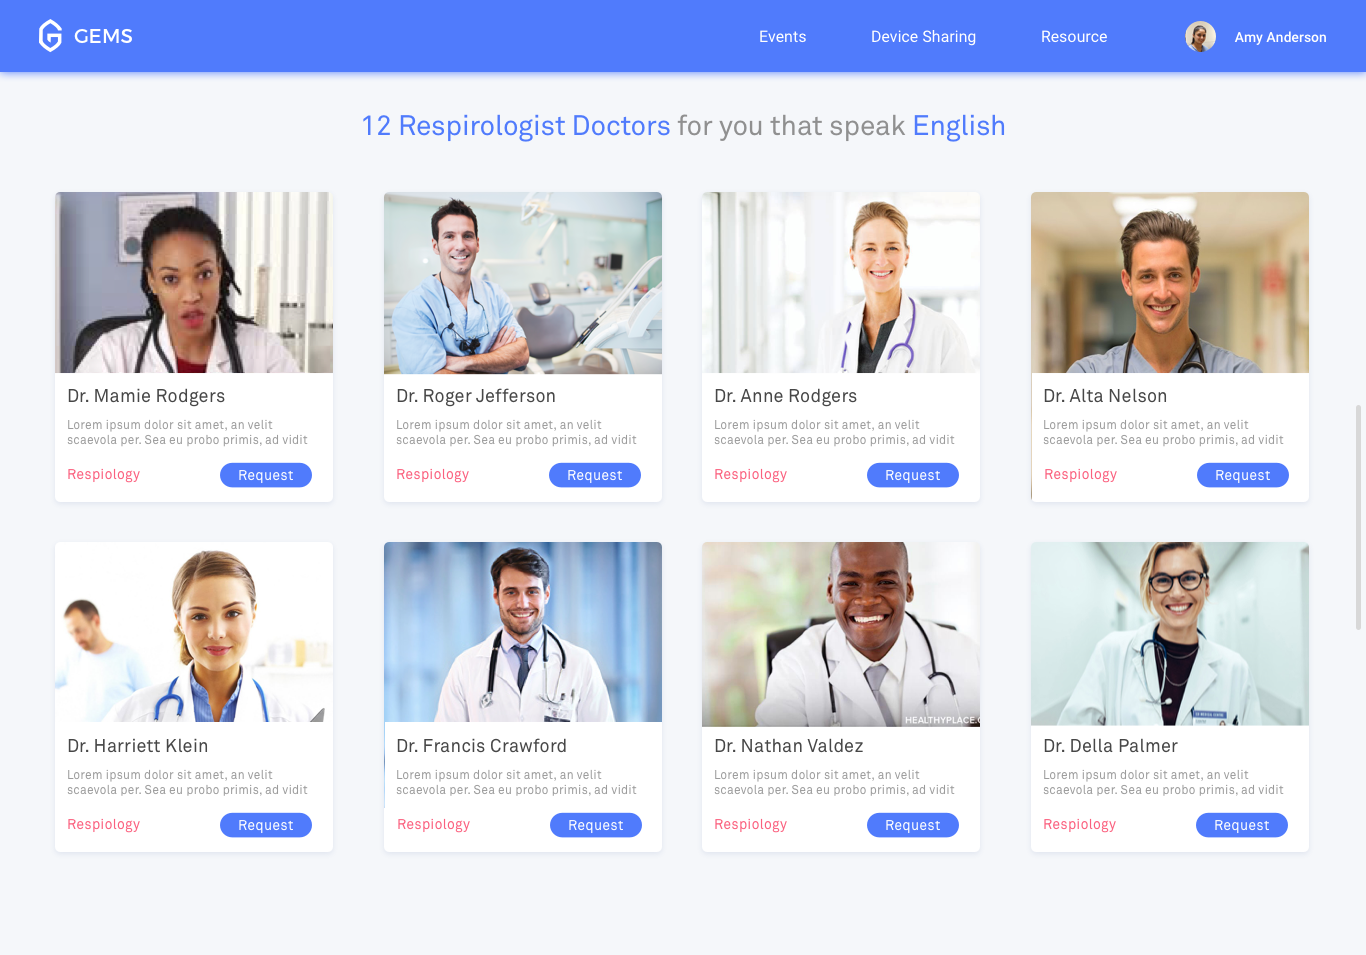 GEMS
Events
Device Sharing
Resource
Amy Anderson
12 Respirologist Doctors for you that speak English
Dr. Mamie Rodgers
Lorem ipsum dolor sit amet, an velit
scaevola per. Sea eu probo primis, ad vidit
Respiology
Request
Dr. Roger Jefferson
Lorem ipsum dolor sit amet, an velit
scaevola per. Sea eu probo primis, ad vidit
Respiology
Request
Dr. Anne Rodgers
Lorem ipsum dolor sit amet, an velit
scaevola per. Sea eu probo primis, ad vidit
Respiology
Request
Dr. Alta Nelson
Lorem ipsum dolor sit amet, an velit
scaevola per. Sea eu probo primis, ad vidit
Respiology
Request
Dr. Harriett Klein
Lorem ipsum dolor sit amet, an velit
scaevola per. Sea eu probo primis, ad vidit
Respiology
Request
Dr. Francis Crawford
Lorem ipsum dolor sit amet, an velit
scaevola per. Sea eu probo primis, ad vidit
Respiology
Request
HEALTHYPLACE.C
Dr. Nathan Valdez
Lorem ipsum dolor sit amet, an velit
scaevola per. Sea eu probo primis, ad vidit
Respiology
Request
Dr. Della Palmer
Lorem ipsum dolor sit amet, an velit
scaevola per. Sea eu probo primis, ad vidit
Respiology
Request